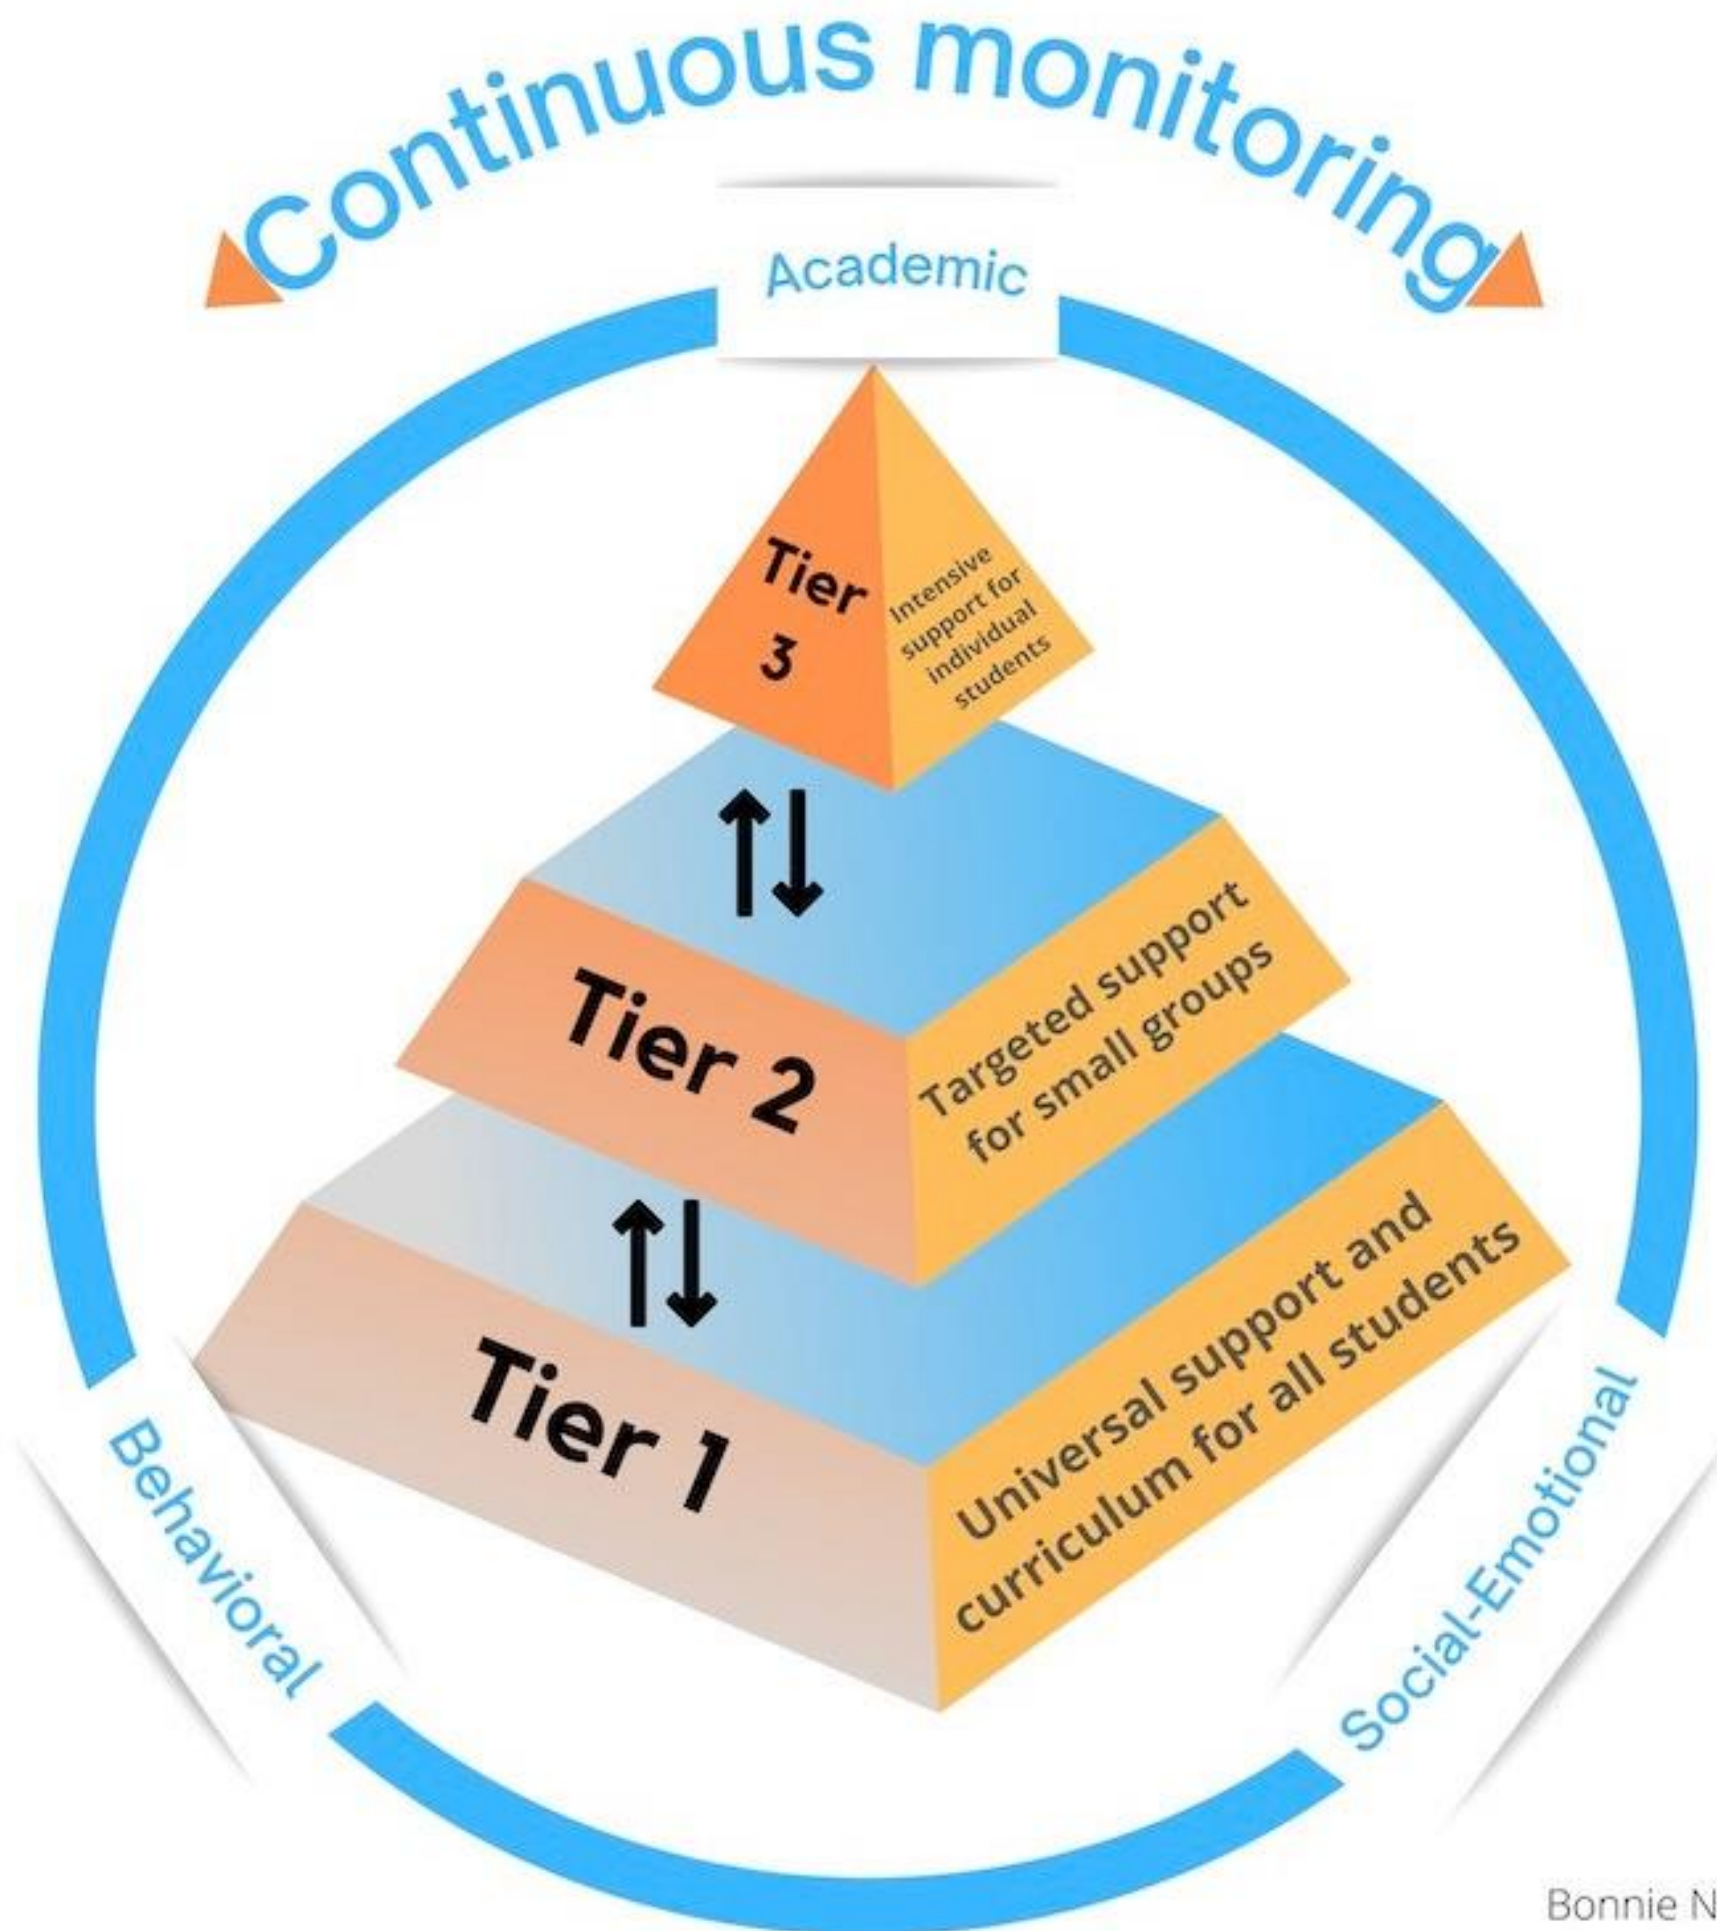 Continuous monitoring
Academic
Tier
3
Intensive
support for
individual
students
Tier 2
Targeted support
for small groups
Tier 1
Universal support and
curriculum for all students
Behavioral
Social-Emotional
Bonnie N